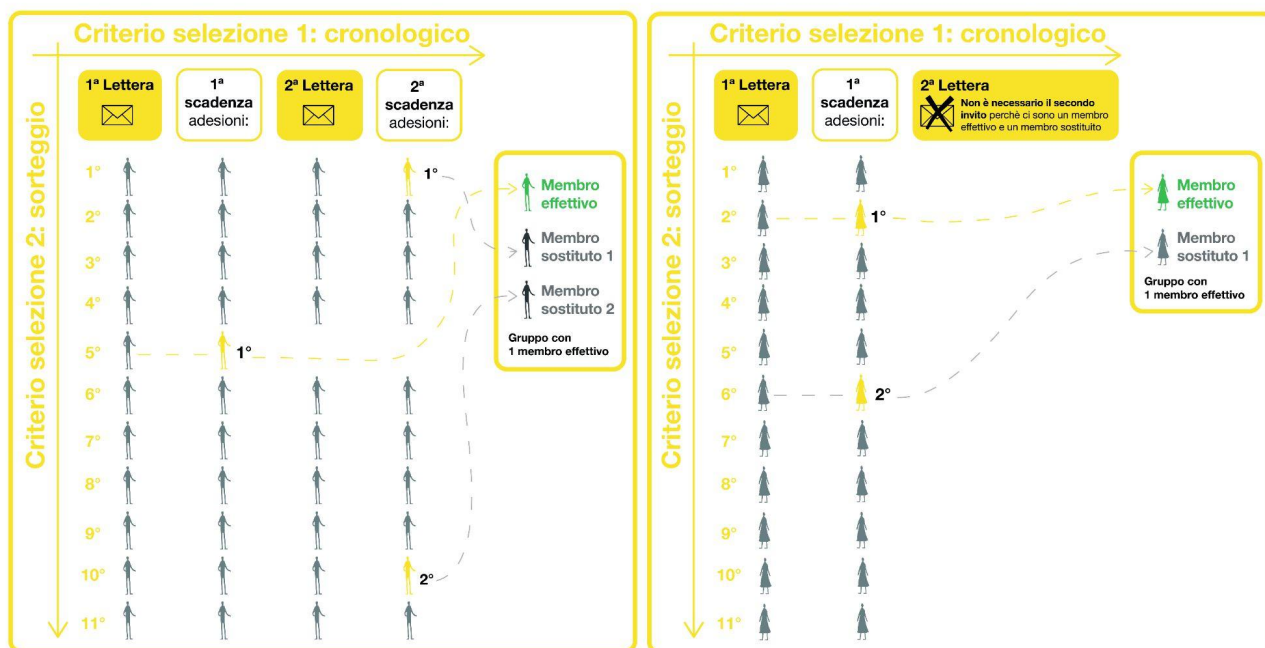 Criterio selezione 1: cronologico
Criterio selezione 2: sorteggio
1ª Lettera
1ª
scadenza
adesioni:
2ª Lettera
2ª
scadenza
adesioni:
1°
2°
3°
4°
5°
6°
7°
8°
9°
10°
11°
1°
1°
2°
Membro
effettivo
Membro
sostituto 1
Membro
sostituto 2
Gruppo con
1 membro effettivo
Criterio selezione 1: cronologico
Criterio selezione 2: sorteggio
1ª Lettera
1ª
scadenza
adesioni:
2ª Lettera
Non è necessario il secondo
invito perchè ci sono un membro
effettivo e un membro sostituito
1°
2°
3°
4°
5°
6°
7°
8°
9°
10°
11°
1°
2°
Membro
effettivo
Membro
sostituto 1
Gruppo con
1 membro effettivo